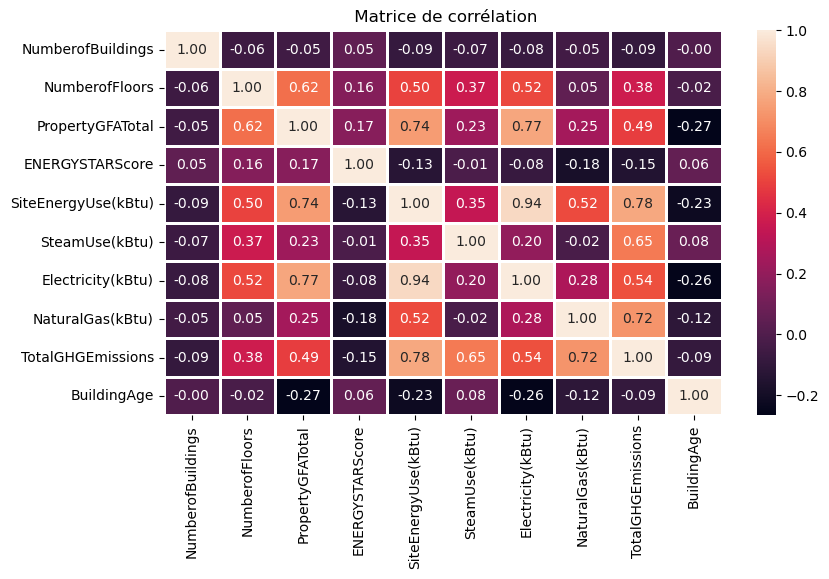 Matrice de corrélation
NumberofBuildings 1.00 -0.06 -0.05 0.05 -0.09 -0.07 -0.08 -0.05 -0.09 -0.00
NumberofFloors -0.06 1.00 0.62 0.16 0.50 0.37 0.52 0.05 0.38 -0.02
PropertyGFATotal -0.05 0.62 1.00 0.17 0.74 0.23 0.77 0.25 0.49 -0.27
ENERGYSTARScore 0.05 0.16 0.17 1.00 -0.13 -0.01 -0.08 -0.18 -0.15 0.06
SiteEnergyUse(kBtu) -0.09 0.50 0.74 -0.13 1.00 0.35 0.94 0.52 0.78 -0.23
SteamUse(kBtu) -0.07 0.37 0.23 -0.01 0.35 1.00 0.20 -0.02 0.65 0.08
Electricity(kBtu) -0.08 0.52 0.77 -0.08 0.94 0.20 1.00 0.28 0.54 -0.26
NaturalGas(kBtu) -0.05 0.05 0.25 -0.18 0.52 -0.02 0.28 1.00 0.72 -0.12
TotalGHGEmissions -0.09 0.38 0.49 -0.15 0.78 0.65 0.54 0.72 1.00 -0.09
BuildingAge -0.00 -0.02 -0.27 0.06 -0.23 0.08 -0.26 -0.12 -0.09 1.00
NumberofBuildings
NumberofFloors
PropertyGFATotal
ENERGYSTARScore
SiteEnergyUse(kBtu)
SteamUse(kBtu)
Electricity(kBtu)
NaturalGas(kBtu)
TotalGHGEmissions
BuildingAge
1.0
0.8
0.6
0.4
0.2
0.0
−0.2